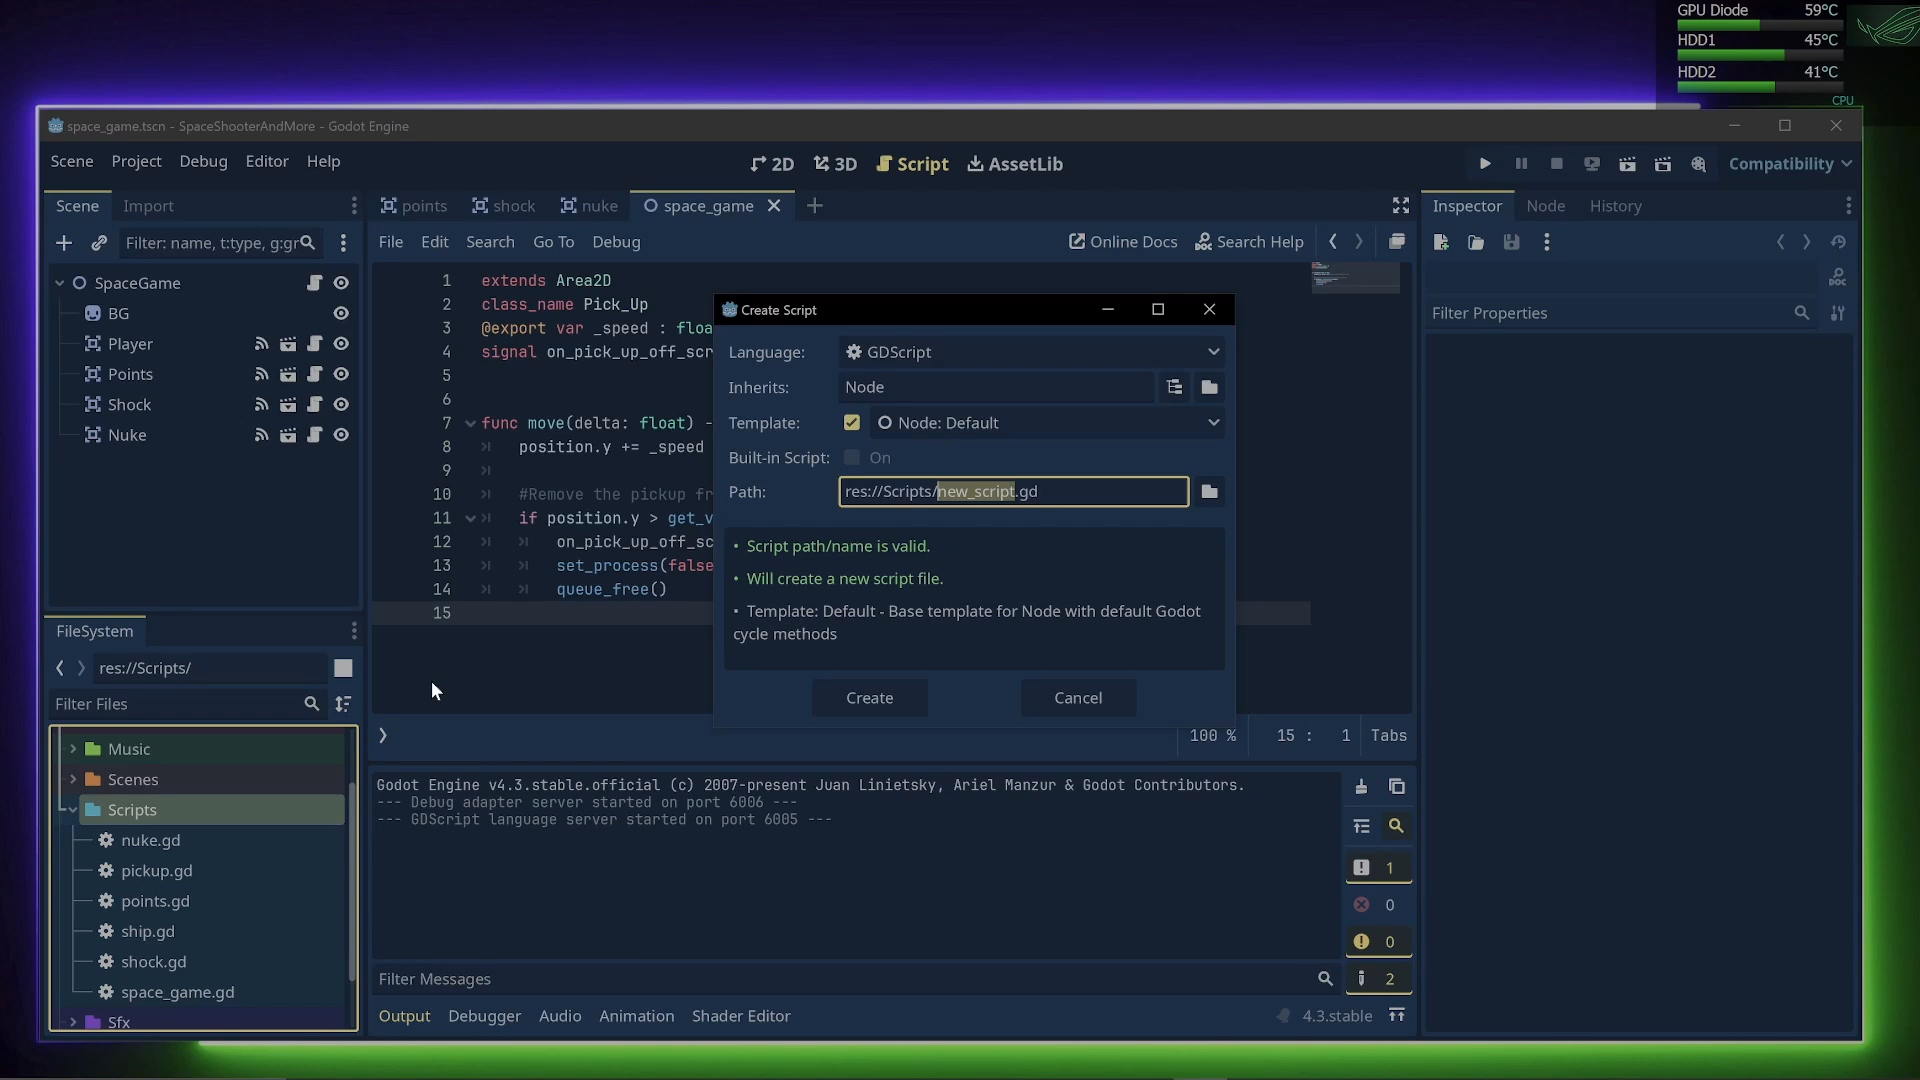 GPU Diode 59°C
HDD1 45°C
HDD2 41°C
CPU
space_game.tscn - SpaceShooterAndMore - Godot Engine
Scene Project Debug Editor Help
2D 3D Script AssetLib
Compatibility
Scene Import
points shock nuke space_game
Inspector Node History
Filter: name, t:type, g:gr
File Edit Search Go To Debug
Online Docs Search Help
SpaceGame
BG
Player
Points
Shock
Nuke
1 extends Area2D
2 class_name Pick_Up
3 @export var _speed : floa
4 signal on_pick_up_off_scr
5
6
7 func move(delta: float) -
8 position.y += _speed
9
10 #Remove the pickup fr
11 if position.y > get_v
12 on_pick_up_off_sc
13 set_process(false
14 queue_free()
15
Create Script
Language: GDScript
Inherits: Node
Template: Node: Default
Built-in Script: On
Path: res://Scripts/new_script.gd
• Script path/name is valid.
• Will create a new script file.
• Template: Default - Base template for Node with default Godot
cycle methods
Create Cancel
DOC
Filter Properties
FileSystem
res://Scripts/
Filter Files
Music
Scenes
Scripts
nuke.gd
pickup.gd
points.gd
ship.gd
shock.gd
space_game.gd
Sfx
100 % 15 : 1 Tabs
Godot Engine v4.3.stable.official (c) 2007-present Juan Linietsky, Ariel Manzur & Godot Contributors.
--- Debug adapter server started on port 6006 ---
--- GDScript language server started on port 6005 ---
1
0
0
2
Filter Messages
Output Debugger Audio Animation Shader Editor
4.3.stable